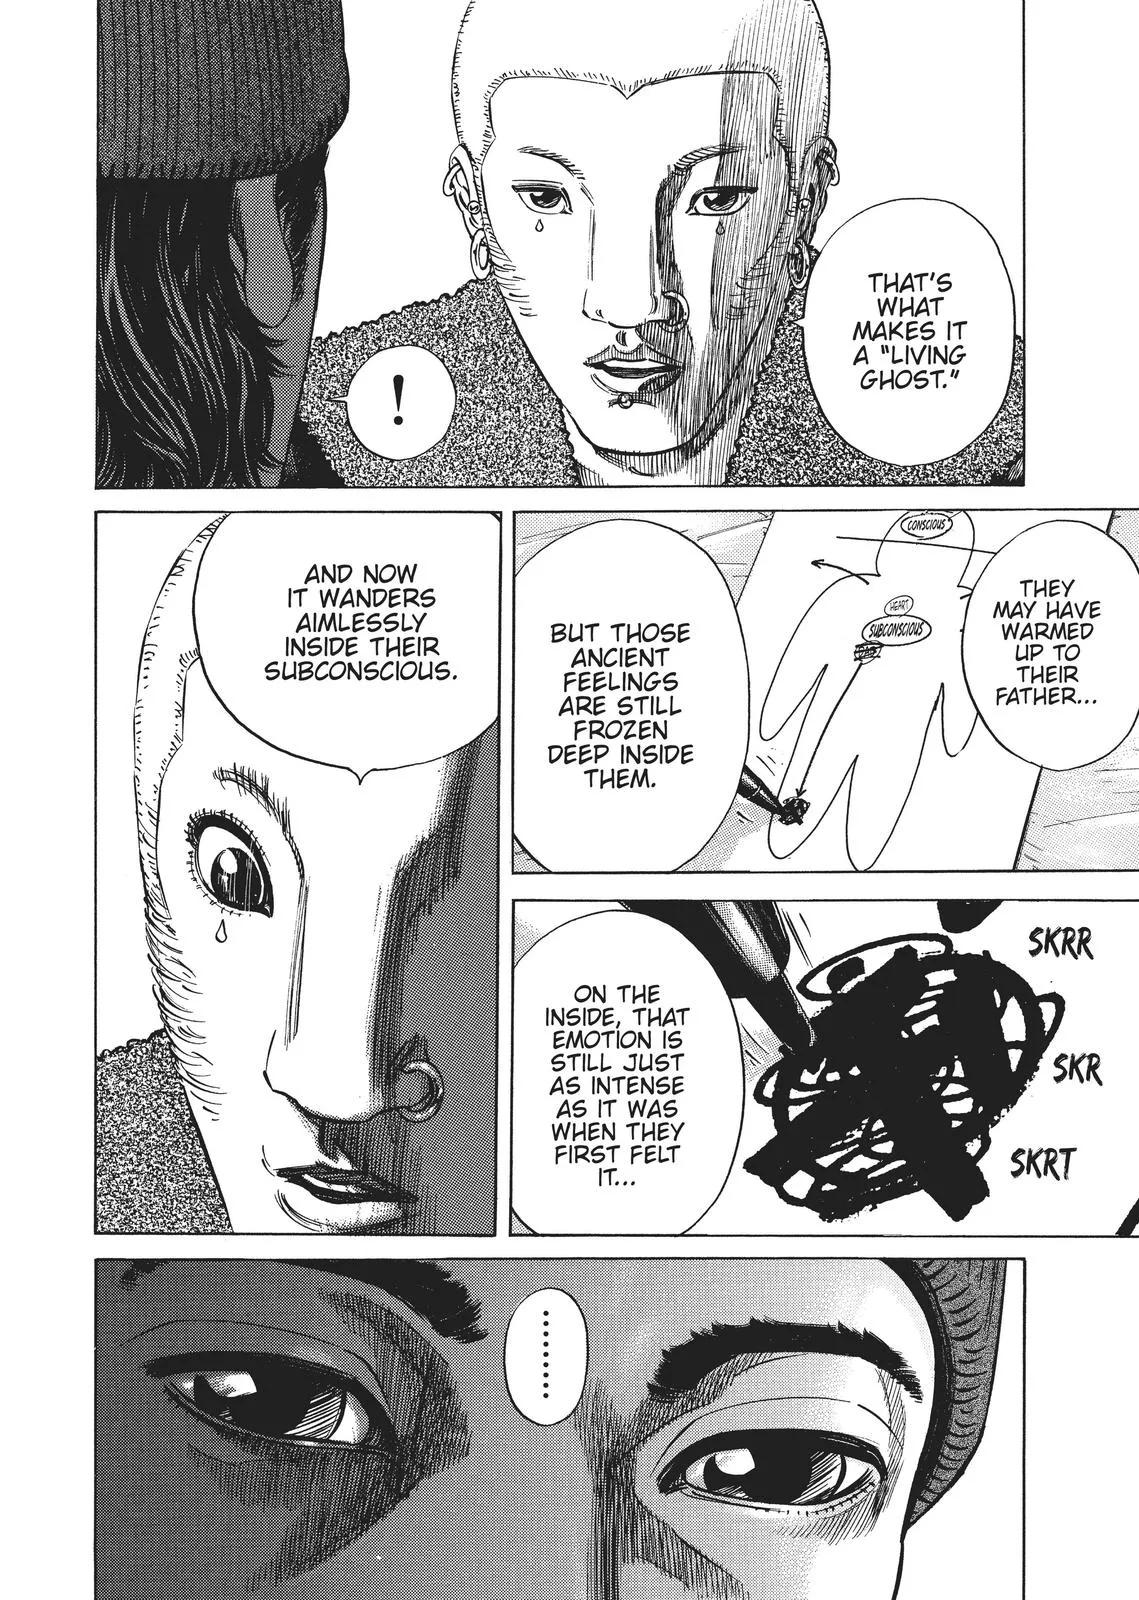 THAT'S
WHAT
MAKES IT
A "LIVING
GHOST."
!
THEY
MAY HAVE
WARMED
UP TO
THEIR
FATHER...
CONSCIOUS
HEART
SUBCONSCIOUS
BUT THOSE
ANCIENT
FEELINGS
ARE STILL
FROZEN
DEEP INSIDE
THEM.
ON THE
INSIDE, THAT
EMOTION IS
STILL JUST
AS INTENSE
AS IT WAS
WHEN THEY
FIRST FELT
IT...
SKRR
SKR
SKRT
AND NOW
IT WANDERS
AIMLESSLY
INSIDE THEIR
SUBCONSCIOUS.
.........